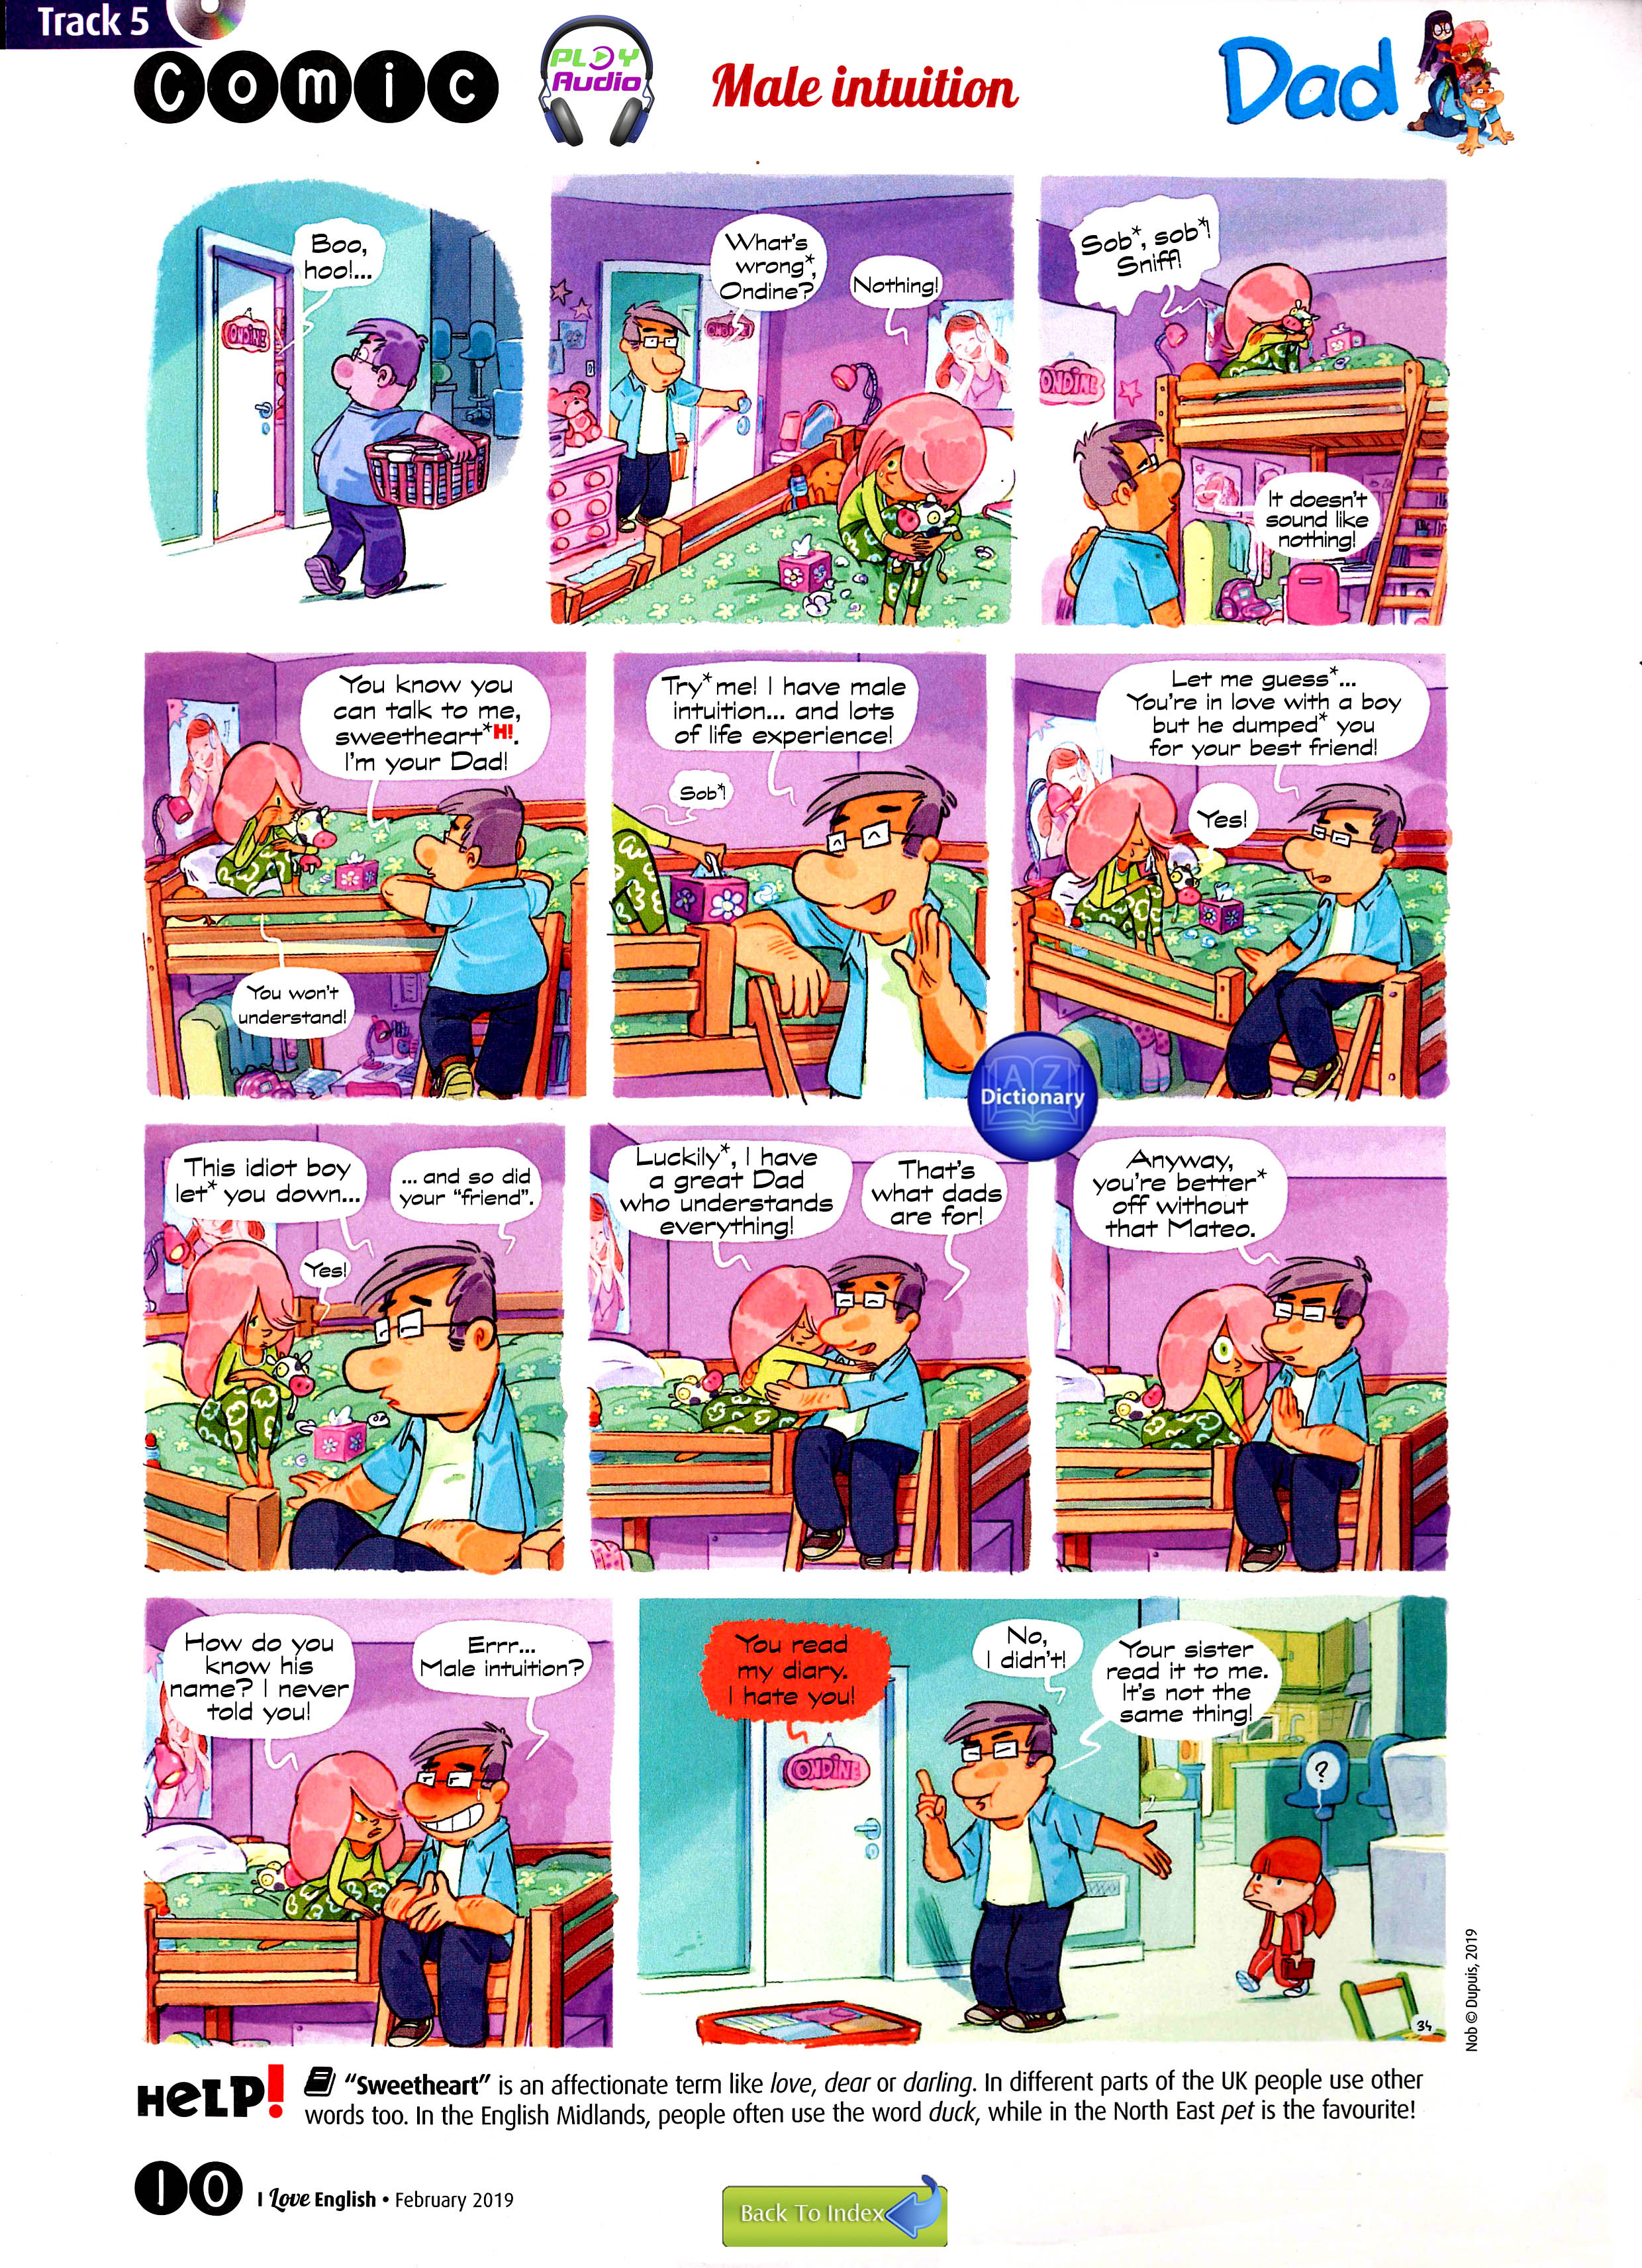 Track 5
Comic
PLAY
Audio
Male intuition
Dad
Boo,
hoo!...
ONDINE
What's
wrong*,
Ondine?
Nothing!
ONDINE
Sob*, sob*!
Sniff!
ONDINE
It doesn't
sound like
nothing!
You know you
can talk to me,
sweetheart*H!.
I'm your Dad!
You won't
understand!
Try* me! I have male
intuition... and lots
of life experience!
Sob*!
Let me guess*...
You're in love with a boy
but he dumped* you
for your best friend!
Yes!
A Z
Dictionary
This idiot boy
let* you down...
... and so did
your "friend".
Yes!
Luckily*, I have
a great Dad
who understands
everything!
That's
what dads
are for!
Anyway,
you're better*
off without
that Mateo.
How do you
know his
name? I never
told you!
Errr...
Male intuition?
You read
my diary.
I hate you!
No,
I didn't!
Your sister
read it to me.
It's not the
same thing!
ONDINE
?
34
Nob © Dupuis, 2019
HELP! "Sweetheart" is an affectionate term like love, dear or darling. In different parts of the UK people use other
words too. In the English Midlands, people often use the word duck, while in the North East pet is the favourite!
10 I Love English • February 2019
Back To Index